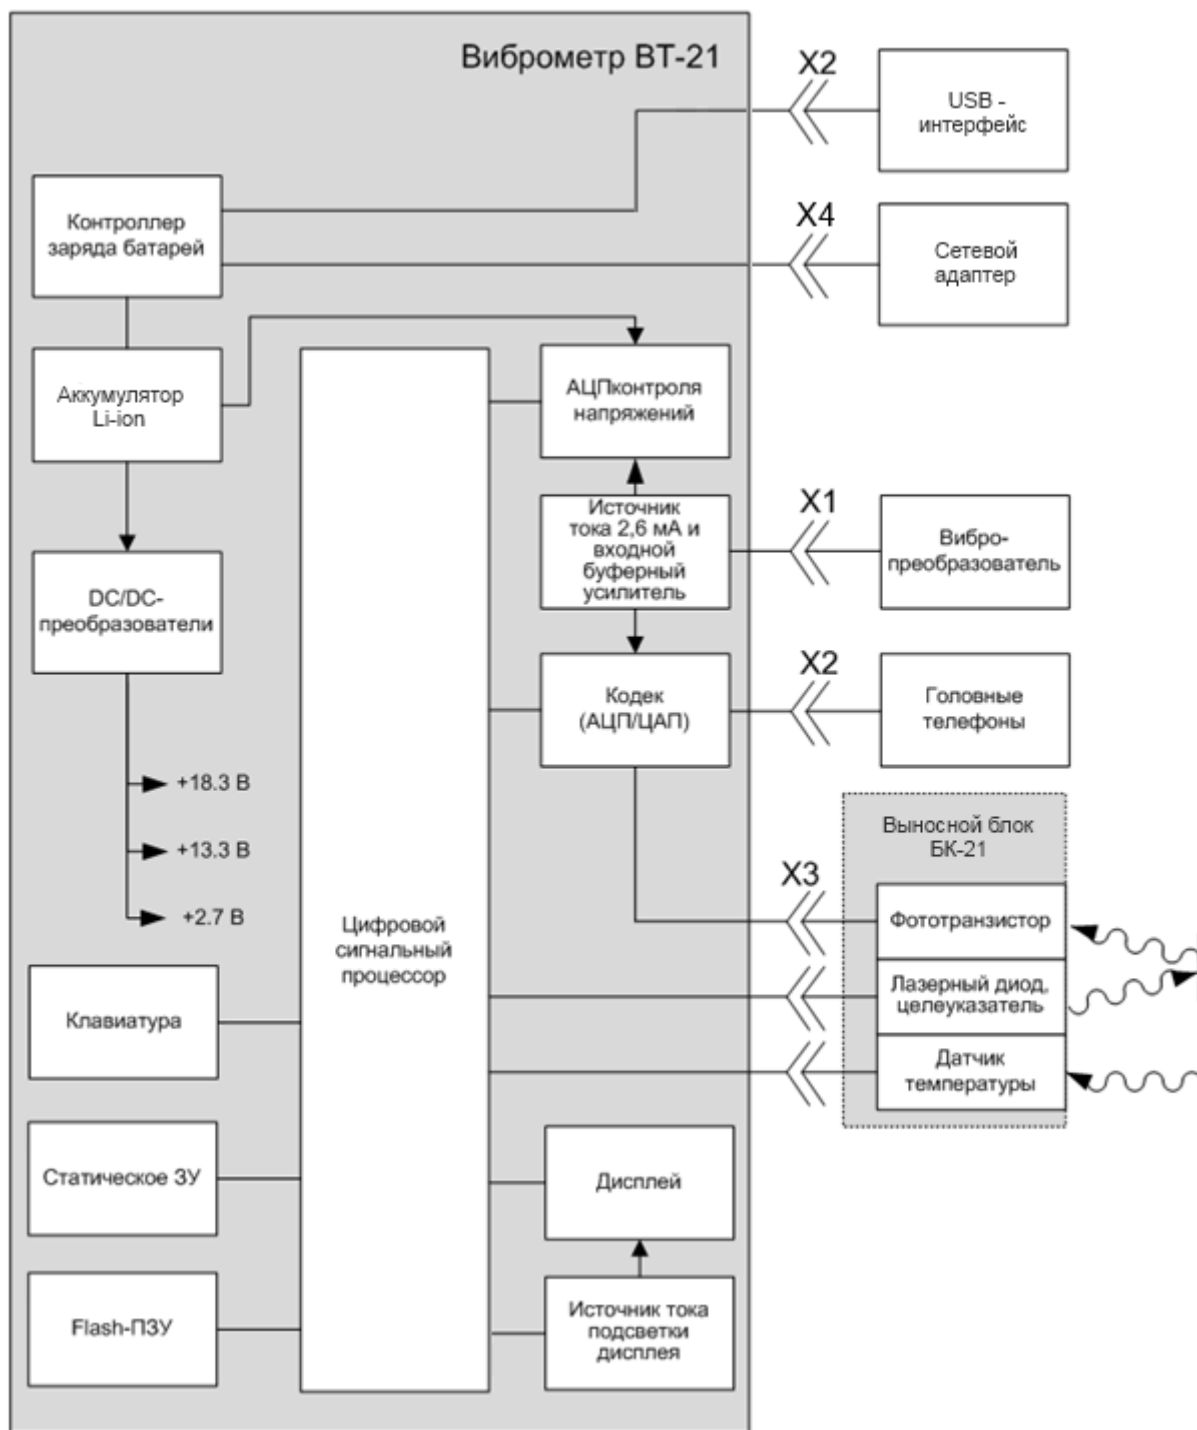 Виброметр ВТ-21
X2
USB -
интерфейс
Контроллер
заряда батарей
X4
Сетевой
адаптер
Аккумулятор
Li-ion
АЦПконтроля
напряжений
Источник
тока 2,6 мА и
входной
буферный
усилитель
X1
Вибро-
преобразователь
DC/DC-
преобразователи
Кодек
(АЦП/ЦАП)
X2
Головные
телефоны
+18.3 В
+13.3 В
+2.7 В
Выносной блок
БК-21
X3
Фототранзистор
Лазерный диод,
целеуказатель
Датчик
температуры
Цифровой
сигнальный
процессор
Клавиатура
Статическое ЗУ
Дисплей
Flash-ПЗУ
Источник тока
подсветки
дисплея